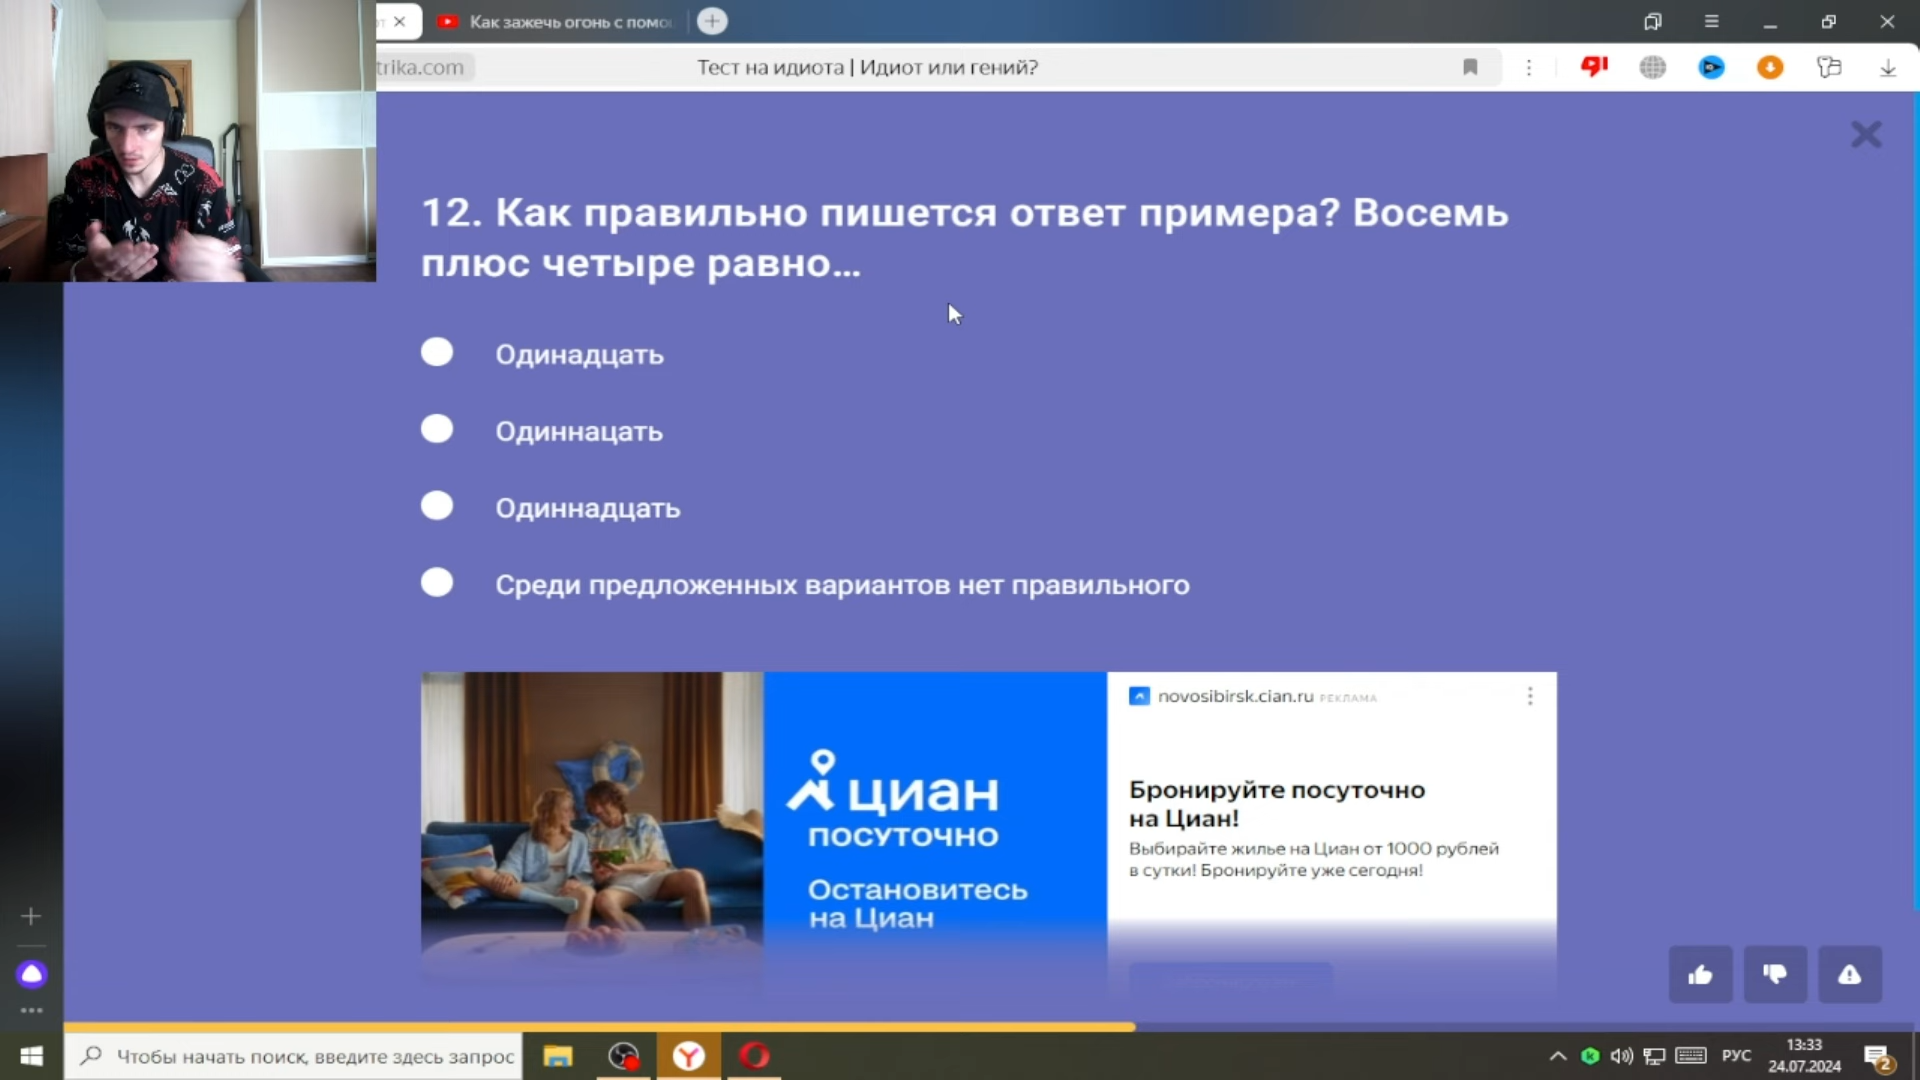 Как зажечь огонь с помо
trika.com
Тест на идиота | Идиот или гений?
12. Как правильно пишется ответ примера? Восемь
плюс четыре равно...
Одинадцать
Одиннацать
Одиннадцать
Среди предложенных вариантов нет правильного
циан
посуточно
Остановитесь
на Циан
novosibirsk.cian.ru РЕКЛАМА
Бронируйте посуточно
на Циан!
Выбирайте жилье на Циан от 1000 рублей
в сутки! Бронируйте уже сегодня!
Чтобы начать поиск, введите здесь запрос
РУС
13:33
24.07.2024
2